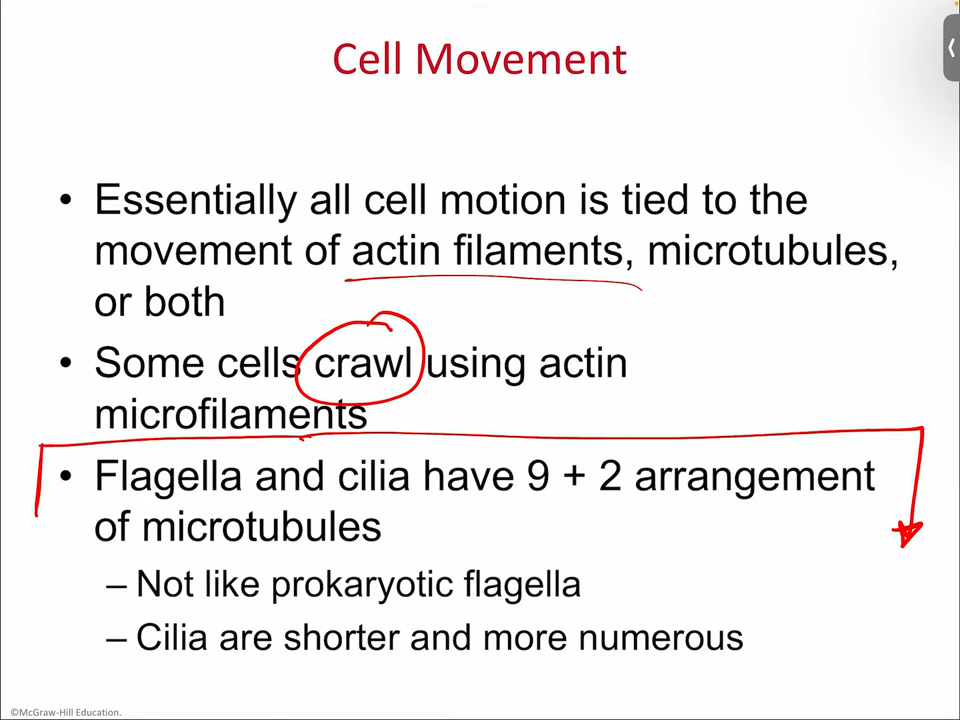 Cell Movement
• Essentially all cell motion is tied to the
movement of actin filaments, microtubules,
or both
• Some cells crawl using actin
microfilaments
• Flagella and cilia have 9 + 2 arrangement
of microtubules
– Not like prokaryotic flagella
– Cilia are shorter and more numerous
©McGraw-Hill Education.